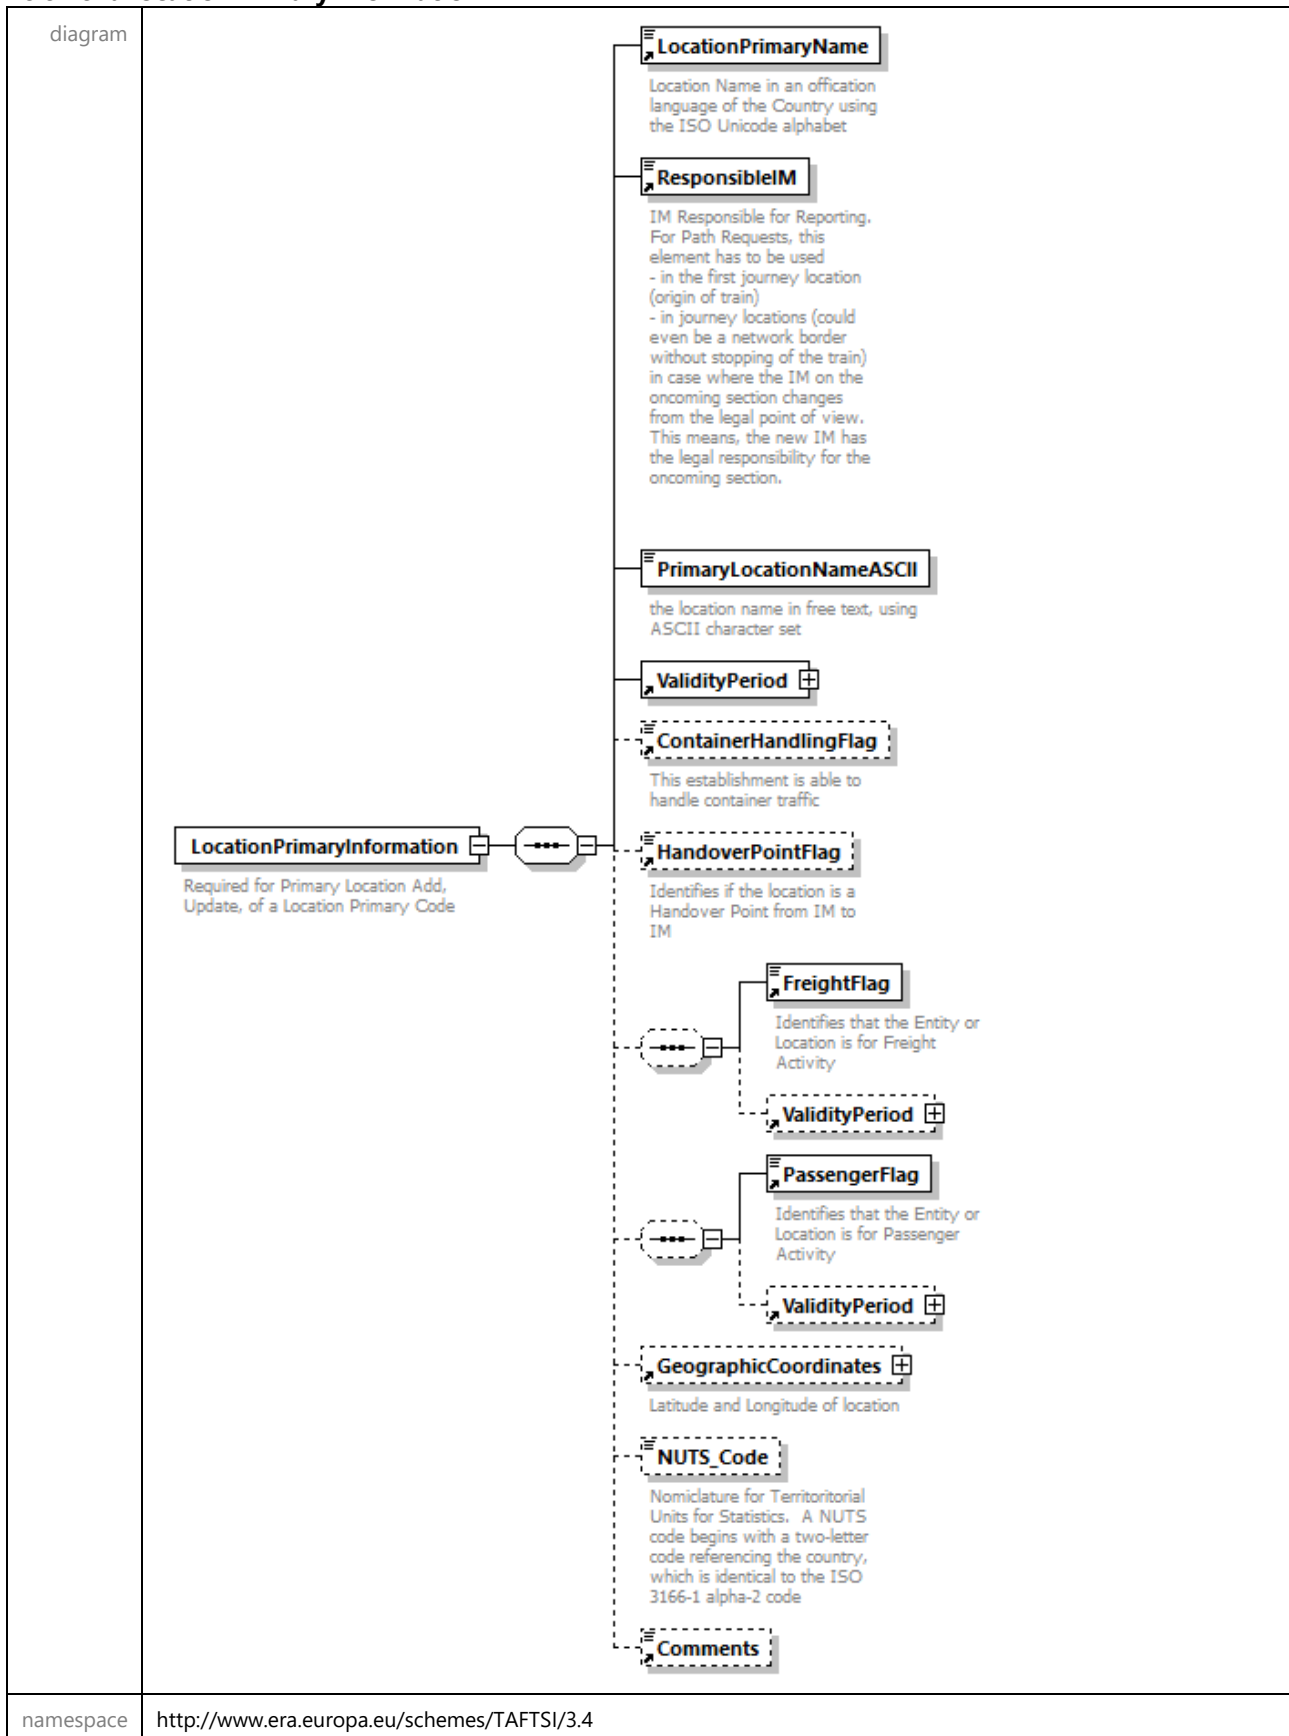 diagram
LocationPrimaryName
Location Name in an offication
language of the Country using
the ISO Unicode alphabet
ResponsibleIM
IM Responsible for Reporting.
For Path Requests, this
element has to be used
- in the first journey location
(origin of train)
- in journey locations (could
even be a network border
without stopping of the train)
in case where the IM on the
oncoming section changes
from the legal point of view.
This means, the new IM has
the legal responsibility for the
oncoming section.
PrimaryLocationNameASCII
the location name in free text, using
ASCII character set
ValidityPeriod
ContainerHandlingFlag
This establishment is able to
handle container traffic
LocationPrimaryInformation
Required for Primary Location Add,
Update, of a Location Primary Code
HandoverPointFlag
Identifies if the location is a
Handover Point from IM to
IM
FreightFlag
Identifies that the Entity or
Location is for Freight
Activity
ValidityPeriod
PassengerFlag
Identifies that the Entity or
Location is for Passenger
Activity
ValidityPeriod
GeographicCoordinates
Latitude and Longitude of location
NUTS_Code
Nomiclature for Territoritorial
Units for Statistics.  A NUTS
code begins with a two-letter
code referencing the country,
which is identical to the ISO
3166-1 alpha-2 code
Comments
namespace
http://www.era.europa.eu/schemes/TAFTSI/3.4